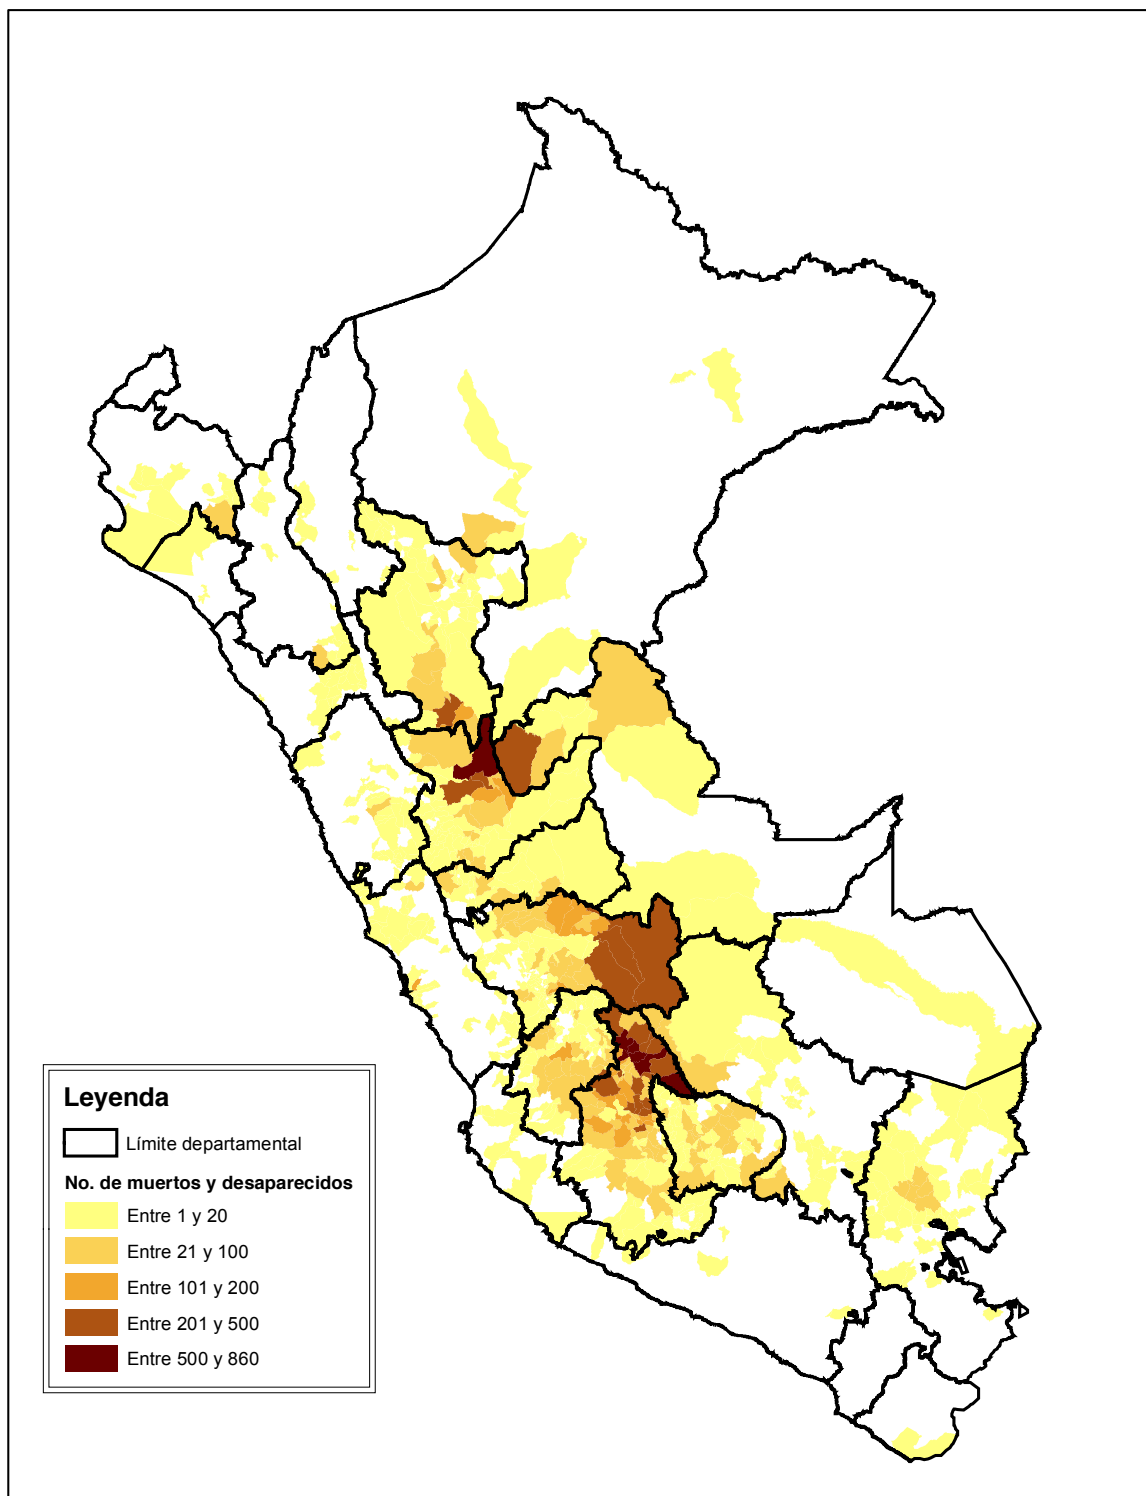 Leyenda
Límite departamental
No. de muertos y desaparecidos
Entre 1 y 20
Entre 21 y 100
Entre 101 y 200
Entre 201 y 500
Entre 500 y 860